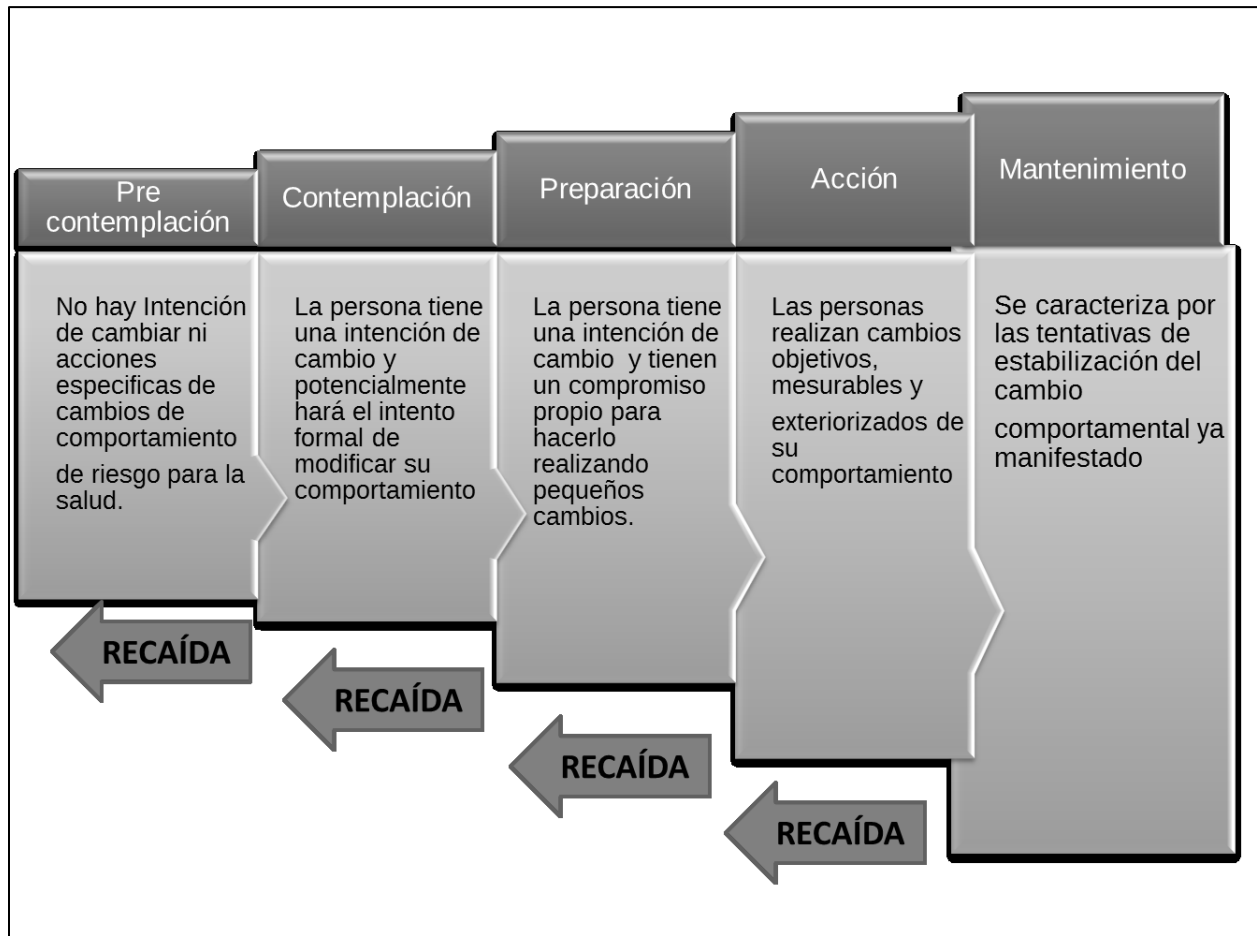 Pre
contemplación
Contemplación
Preparación
Acción
Mantenimiento
No hay Intención
de cambiar ni
acciones
especificas de
cambios de
comportamiento
de riesgo para la
salud.
La persona tiene
una intención de
cambio y
potencialmente
hará el intento
formal de
modificar su
comportamiento
La persona tiene
una intención de
cambio y tienen
un compromiso
propio para
hacerlo
realizando
pequeños
cambios.
Las personas
realizan cambios
objetivos,
mesurables y
exteriorizados de
su
comportamiento
Se caracteriza por
las tentativas de
estabilización del
cambio
comportamental ya
manifestado
RECAÍDA
RECAÍDA
RECAÍDA
RECAÍDA